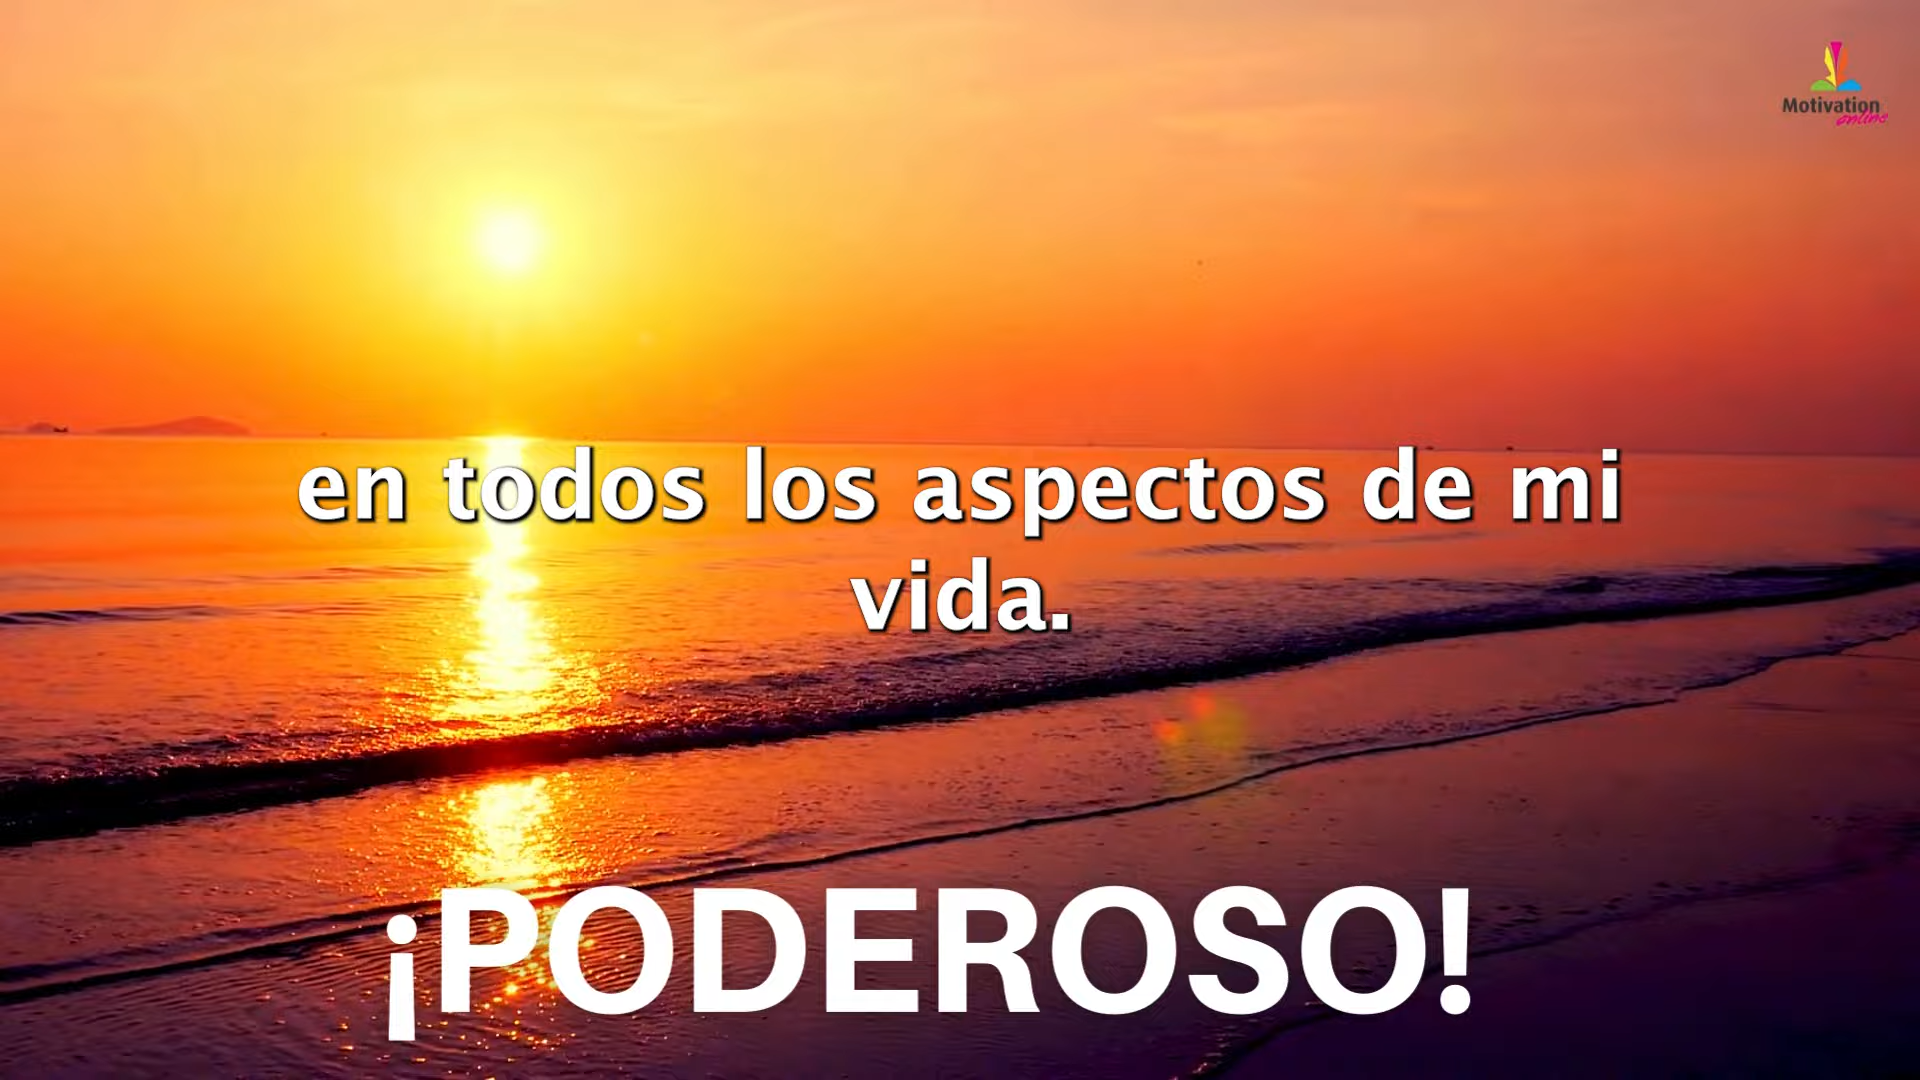 Motivation
online
en todos los aspectos de mi
vida.
¡PODEROSO!